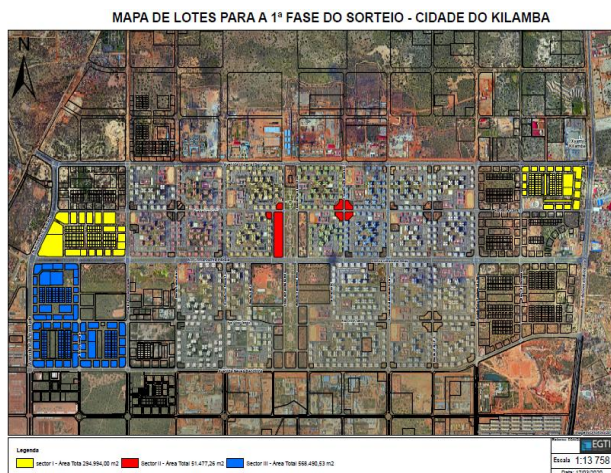 MAPA DE LOTES PARA A 1ª FASE DO SORTEIO - CIDADE DO KILAMBA
N
Legenda
sector I - Area Tota 294.994,00 m2
Sector II - Area Total 51.477,26 m2
Sector III - Area Total 568.490,53 m2
EGTI
Escala 1:13 758